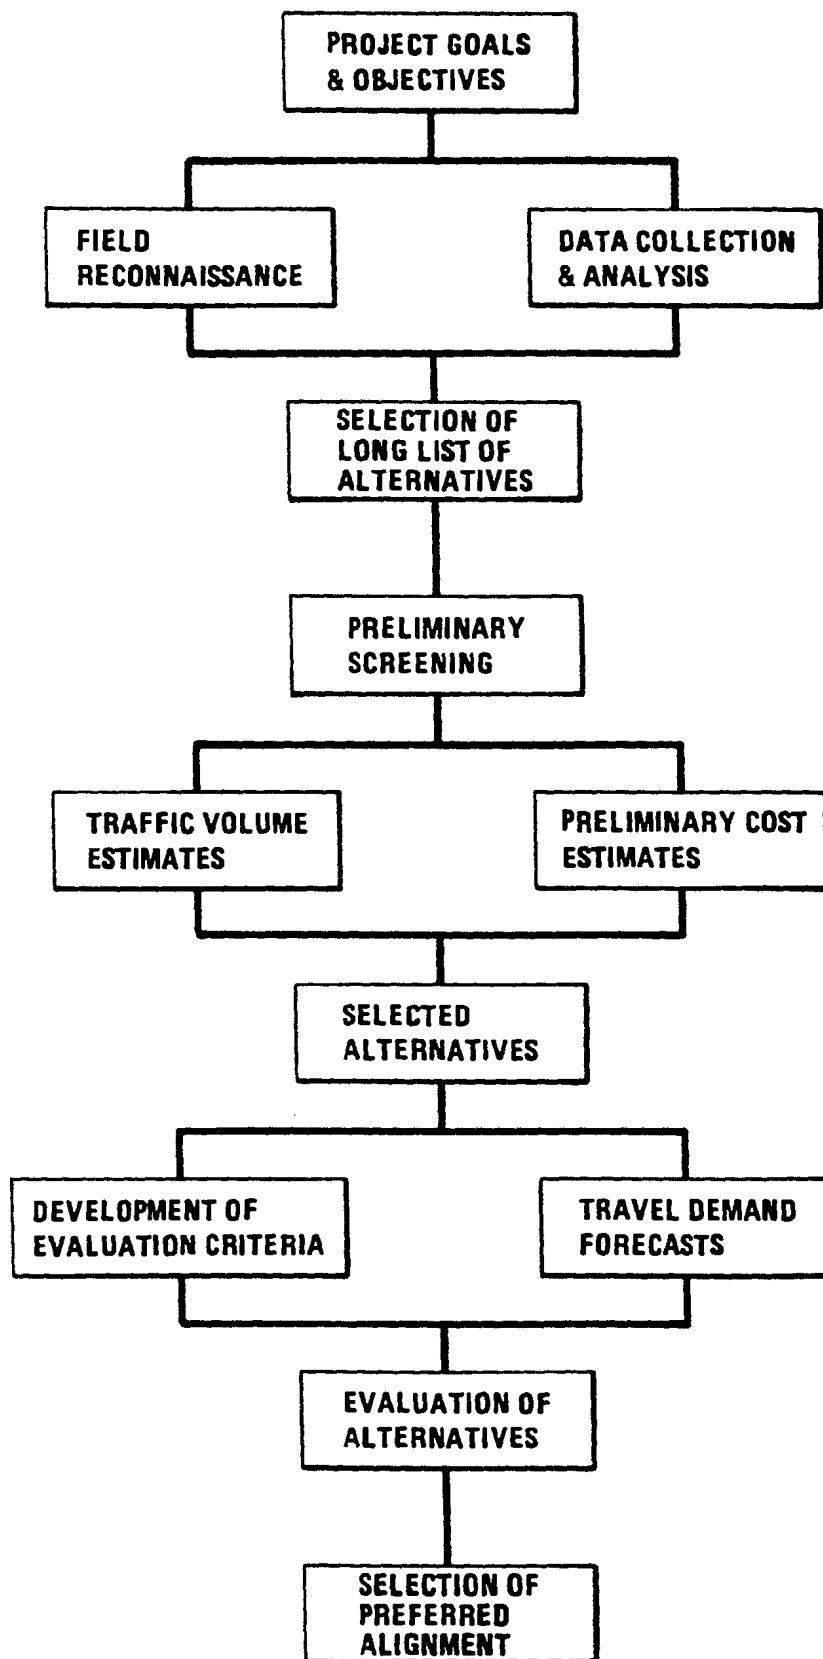 PROJECT GOALS
& OBJECTIVES
FIELD
RECONNAISSANCE
DATA COLLECTION
& ANALYSIS
SELECTION OF
LONG LIST OF
ALTERNATIVES
PRELIMINARY
SCREENING
TRAFFIC VOLUME
ESTIMATES
PRELIMINARY COST
ESTIMATES
SELECTED
ALTERNATIVES
DEVELOPMENT OF
EVALUATION CRITERIA
TRAVEL DEMAND
FORECASTS
EVALUATION OF
ALTERNATIVES
SELECTION OF
PREFERRED
ALIGNMENT